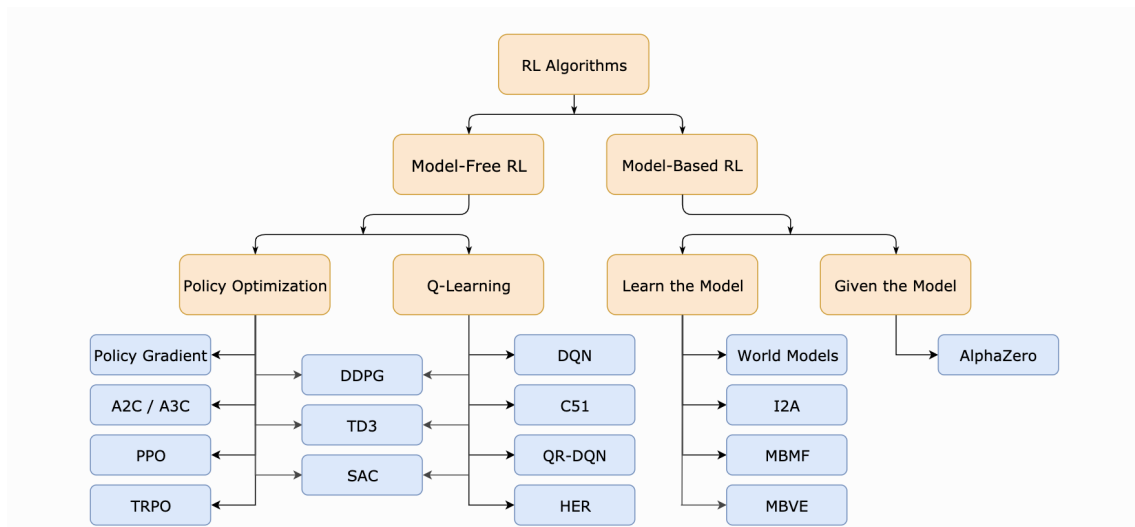 RL Algorithms
Model-Free RL
Model-Based RL
Policy Optimization
Q-Learning
Learn the Model
Given the Model
Policy Gradient
DDPG
DQN
World Models
AlphaZero
A2C / A3C
TD3
C51
I2A
PPO
SAC
QR-DQN
MBMF
TRPO
HER
MBVE